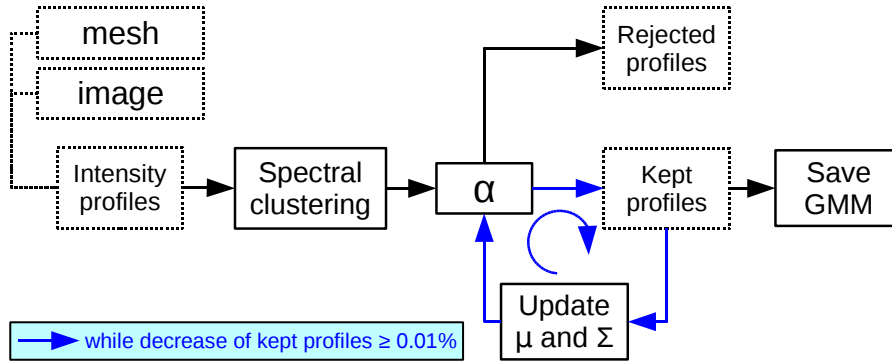 mesh
image
Intensity
profiles
Spectral
clustering
α
Rejected
profiles
Kept
profiles
Save
GMM
Update
μ and Σ
while decrease of kept profiles ≥ 0.01%